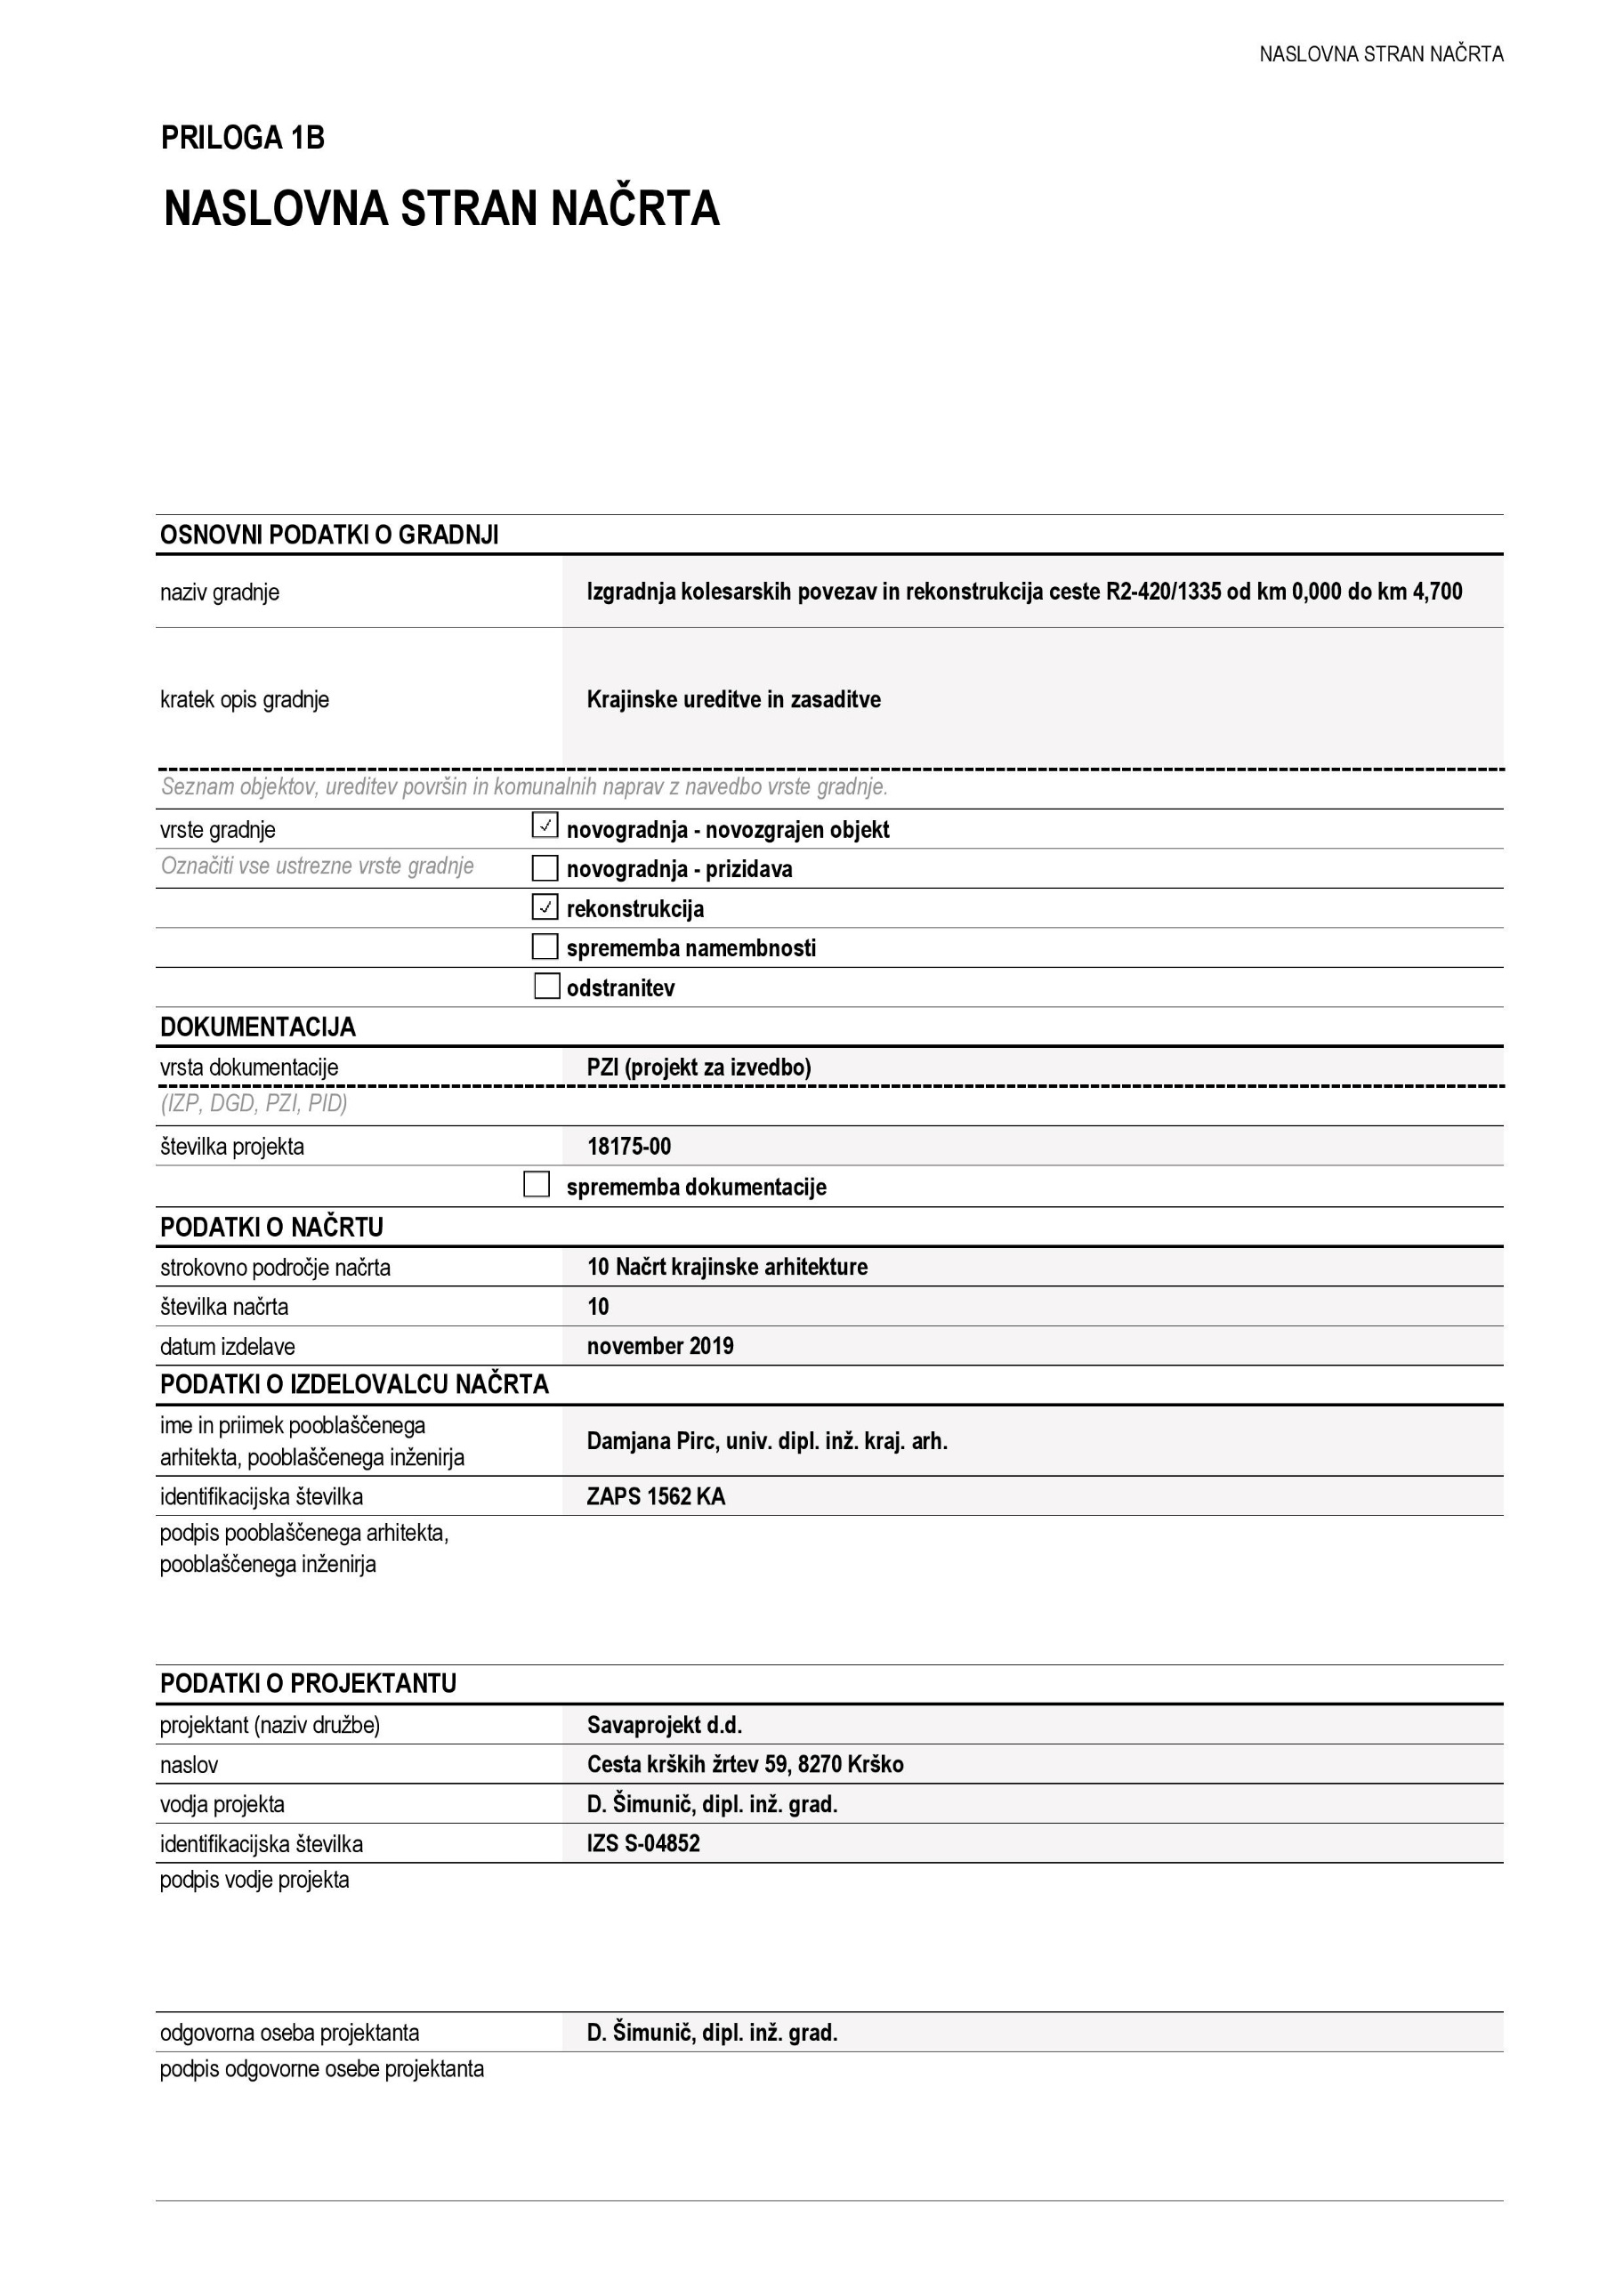 NASLOVNA STRAN NAČRTA
PRILOGA 1B
NASLOVNA STRAN NAČRTA
OSNOVNI PODATKI O GRADNJI
naziv gradnje Izgradnja kolesarskih povezav in rekonstrukcija ceste R2-420/1335 od km 0,000 do km 4,700
kratek opis gradnje Krajinske ureditve in zasaditve
Seznam objektov, ureditev površin in komunalnih naprav z navedbo vrste gradnje.
vrste gradnje ✓ novogradnja - novozgrajen objekt
Označiti vse ustrezne vrste gradnje novogradnja - prizidava
✓ rekonstrukcija
sprememba namembnosti
odstranitev
DOKUMENTACIJA
vrsta dokumentacije PZI (projekt za izvedbo)
(IZP, DGD, PZI, PID)
številka projekta 18175-00
sprememba dokumentacije
PODATKI O NAČRTU
strokovno področje načrta 10 Načrt krajinske arhitekture
številka načrta 10
datum izdelave november 2019
PODATKI O IZDELOVALCU NAČRTA
ime in priimek pooblaščenega
arhitekta, pooblaščenega inženirja Damjana Pirc, univ. dipl. inž. kraj. arh.
identifikacijska številka ZAPS 1562 KA
podpis pooblaščenega arhitekta,
pooblaščenega inženirja
PODATKI O PROJEKTANTU
projektant (naziv družbe) Savaprojekt d.d.
naslov Cesta krških žrtev 59, 8270 Krško
vodja projekta D. Šimunič, dipl. inž. grad.
identifikacijska številka IZS S-04852
podpis vodje projekta
odgovorna oseba projektanta D. Šimunič, dipl. inž. grad.
podpis odgovorne osebe projektanta